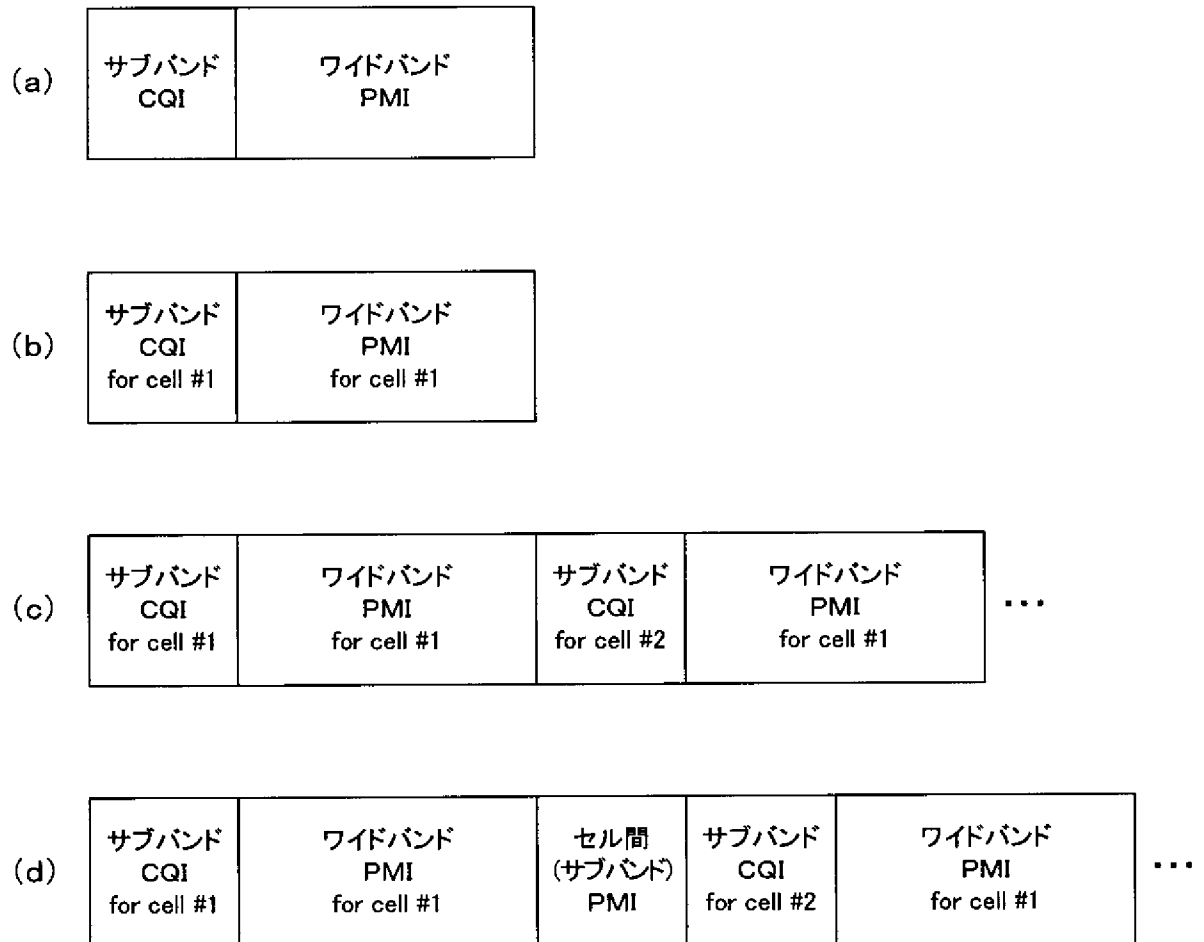 (a)
サブバンド
CQI
ワイドバンド
PMI
(b)
サブバンド
CQI
for cell #1
ワイドバンド
PMI
for cell #1
(c)
サブバンド
CQI
for cell #1
ワイドバンド
PMI
for cell #1
サブバンド
CQI
for cell #2
ワイドバンド
PMI
for cell #1
...
(d)
サブバンド
CQI
for cell #1
ワイドバンド
PMI
for cell #1
セル間
(サブバンド)
PMI
サブバンド
CQI
for cell #2
ワイドバンド
PMI
for cell #1
...